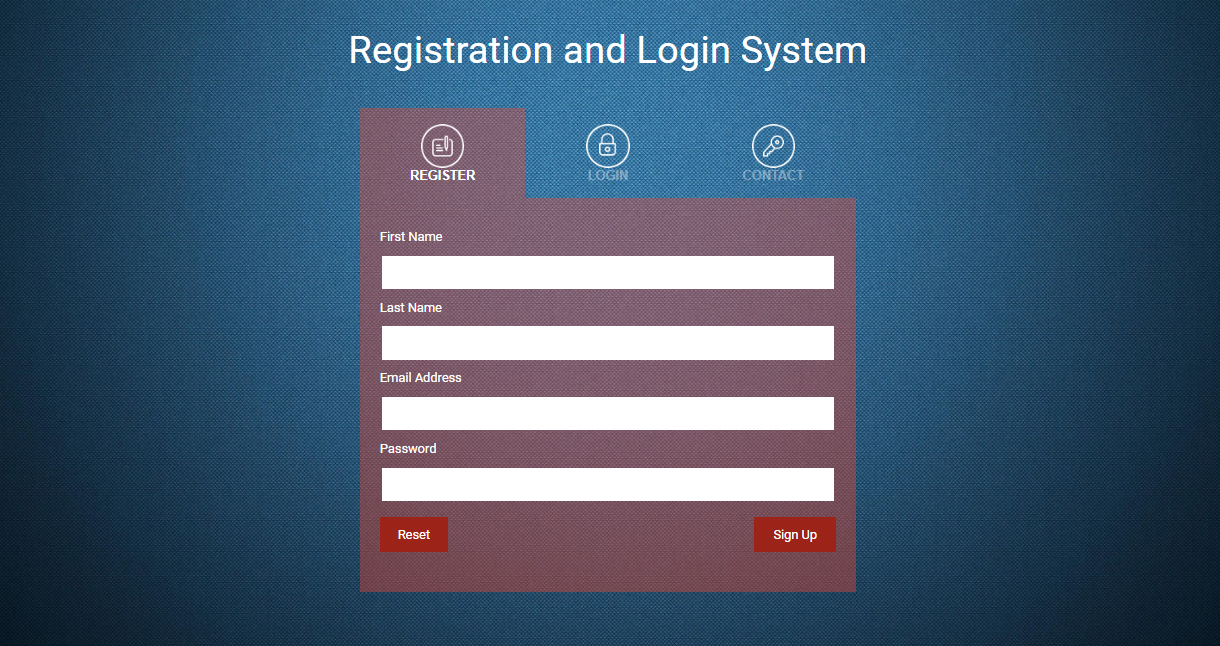 Registration and Login System
REGISTER LOGIN CONTACT
First Name
Last Name
Email Address
Password
Reset Sign Up